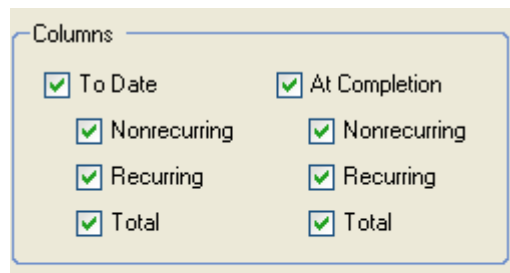 Columns
To Date At Completion
Nonrecurring Nonrecurring
Recurring Recurring
Total Total